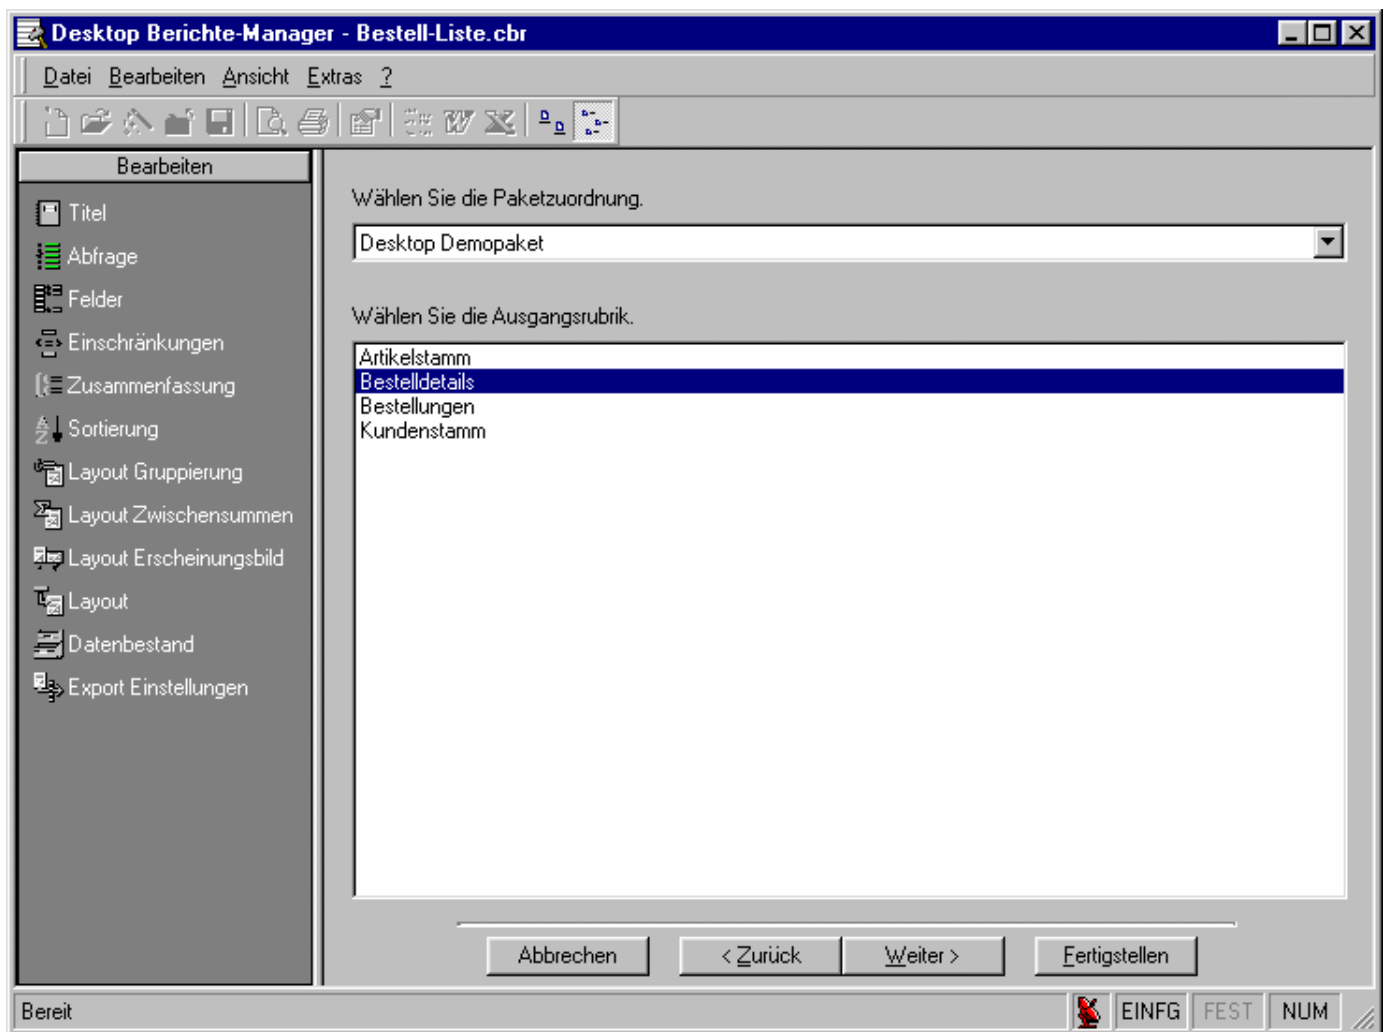 Desktop Berichte-Manager - Bestell-Liste.cbr
Datei Bearbeiten Ansicht Extras ?
Bearbeiten
Titel
Abfrage
Felder
Einschränkungen
Zusammenfassung
Sortierung
Layout Gruppierung
Layout Zwischensummen
Layout Erscheinungsbild
Layout
Datenbestand
Export Einstellungen
Wählen Sie die Paketzuordnung.
Desktop Demopaket
Wählen Sie die Ausgangsrubrik.
Artikelstamm
Bestelldetails
Bestellungen
Kundenstamm
Abbrechen < Zurück Weiter > Fertigstellen
Bereit EINFG FEST NUM